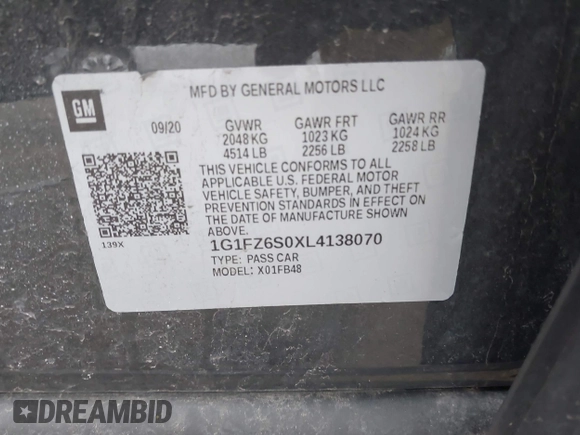 MFD BY GENERAL MOTORS LLC
GM
09/20 GVWR GAWR FRT GAWR RR
2048 KG 1023 KG 1024 KG
4514 LB 2256 LB 2258 LB
THIS VEHICLE CONFORMS TO ALL
APPLICABLE U.S. FEDERAL MOTOR
VEHICLE SAFETY, BUMPER, AND THEFT
PREVENTION STANDARDS IN EFFECT ON
THE DATE OF MANUFACTURE SHOWN
ABOVE.
139X
1G1FZ6S0XL4138070
TYPE: PASS CAR
MODEL: X01FB48
DREAMBID